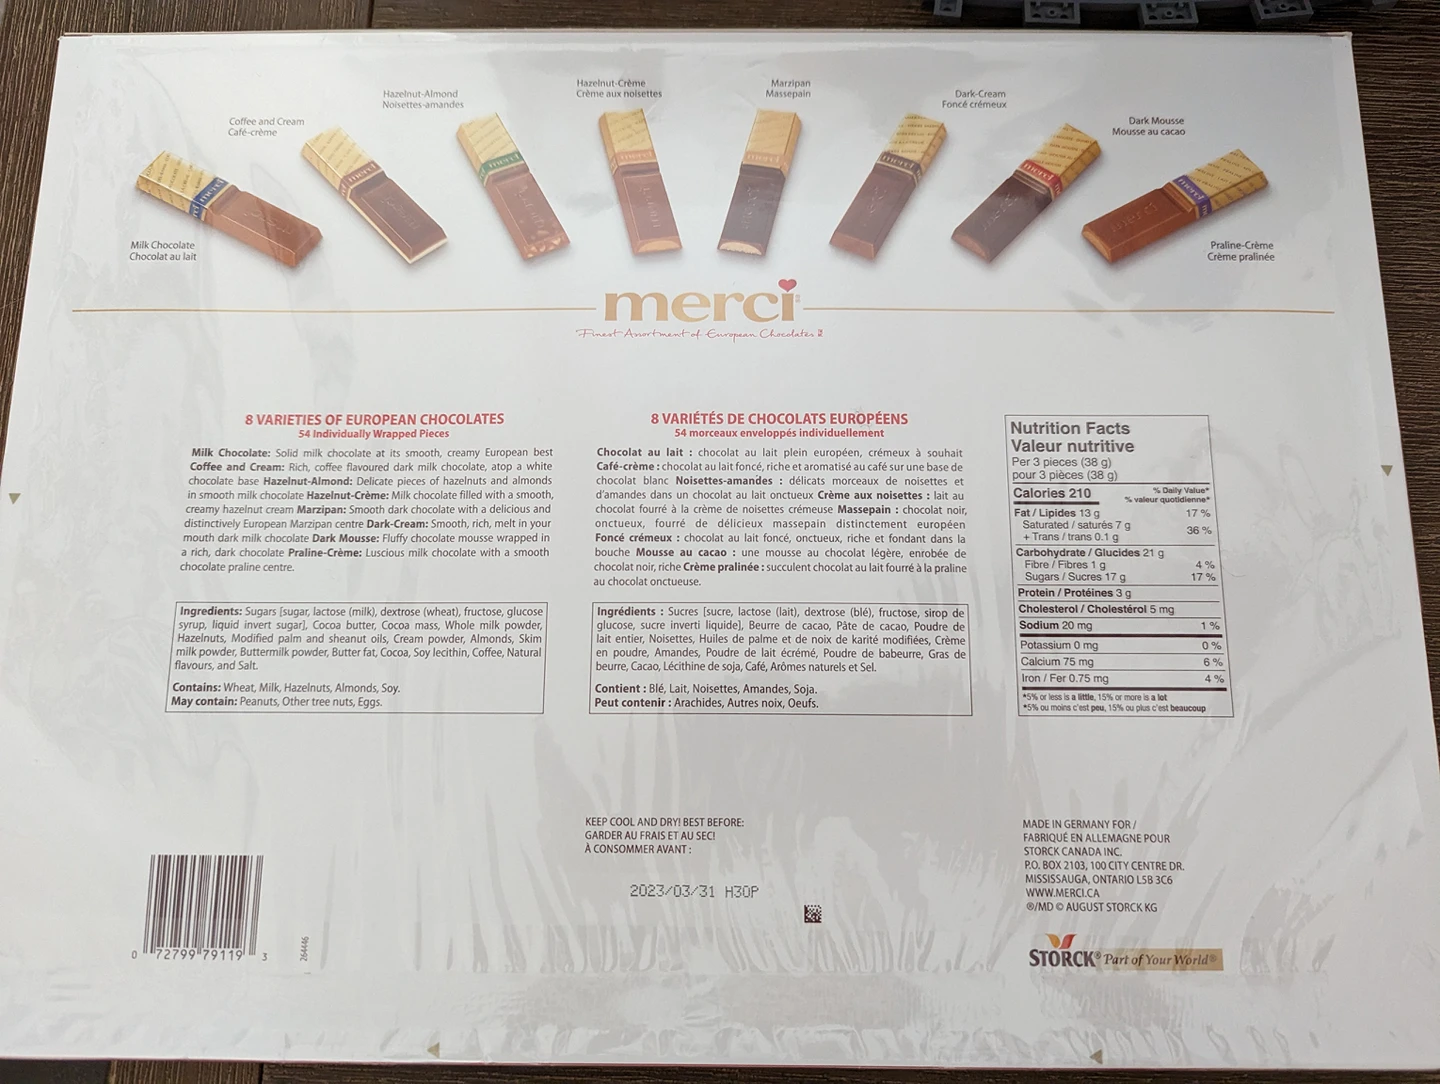 Hazelnut-Crème
Crème aux noisettes
Marzipan
Massepain
Hazelnut-Almond
Noisettes-amandes
Dark-Cream
Foncé crémeux
Coffee and Cream
Café-crème
Dark Mousse
Mousse au cacao
Milk Chocolate
Chocolat au lait
Praline-Crème
Crème pralinée
merci
Finest Assortment of European Chocolates
8 VARIETIES OF EUROPEAN CHOCOLATES
54 Individually Wrapped Pieces
Milk Chocolate: Solid milk chocolate at its smooth, creamy European best
Coffee and Cream: Rich, coffee flavoured dark milk chocolate, atop a white
chocolate base Hazelnut-Almond: Delicate pieces of hazelnuts and almonds
in smooth milk chocolate Hazelnut-Crème: Milk chocolate filled with a smooth,
creamy hazelnut cream Marzipan: Smooth dark chocolate with a delicious and
distinctively European Marzipan centre Dark-Cream: Smooth, rich, melt in your
mouth dark milk chocolate Dark Mousse: Fluffy chocolate mousse wrapped in
a rich, dark chocolate Praline-Crème: Luscious milk chocolate with a smooth
chocolate praline centre.
Ingredients: Sugars [sugar, lactose (milk), dextrose (wheat), fructose, glucose
syrup, liquid invert sugar], Cocoa butter, Cocoa mass, Whole milk powder,
Hazelnuts, Modified palm and sheanut oils, Cream powder, Almonds, Skim
milk powder, Buttermilk powder, Butter fat, Cocoa, Soy lecithin, Coffee, Natural
flavours, and Salt.
Contains: Wheat, Milk, Hazelnuts, Almonds, Soy.
May contain: Peanuts, Other tree nuts, Eggs.
8 VARIÉTÉS DE CHOCOLATS EUROPÉENS
54 morceaux enveloppés individuellement
Chocolat au lait : chocolat au lait plein européen, crémeux à souhait
Café-crème : chocolat au lait foncé, riche et aromatisé au café sur une base de
chocolat blanc Noisettes-amandes : délicats morceaux de noisettes et
d'amandes dans un chocolat au lait onctueux Crème aux noisettes : lait au
chocolat fourré à la crème de noisettes crémeuse Massepain : chocolat noir,
onctueux, fourré de délicieux massepain distinctement européen
Foncé crémeux : chocolat au lait foncé, onctueux, riche et fondant dans la
bouche Mousse au cacao : une mousse au chocolat légère, enrobée de
chocolat noir, riche Crème pralinée : succulent chocolat au lait fourré à la praline
au chocolat onctueuse.
Ingrédients : Sucres [sucre, lactose (lait), dextrose (blé), fructose, sirop de
glucose, sucre inverti liquide], Beurre de cacao, Pâte de cacao, Poudre de
lait entier, Noisettes, Huiles de palme et de noix de karité modifiées, Crème
en poudre, Amandes, Poudre de lait écrémé, Poudre de babeurre, Gras de
beurre, Cacao, Lécithine de soja, Café, Arômes naturels et Sel.
Contient : Blé, Lait, Noisettes, Amandes, Soja.
Peut contenir : Arachides, Autres noix, Oeufs.
Nutrition Facts
Valeur nutritive
Per 3 pieces (38 g)
pour 3 pièces (38 g)
Calories 210
% Daily Value*
% valeur quotidienne*
Fat / Lipides 13 g 17 %
Saturated / saturés 7 g
+ Trans / trans 0.1 g 36 %
Carbohydrate / Glucides 21 g
Fibre / Fibres 1 g 4 %
Sugars / Sucres 17 g 17 %
Protein / Protéines 3 g
Cholesterol / Cholestérol 5 mg
Sodium 20 mg 1 %
Potassium 0 mg 0 %
Calcium 75 mg 6 %
Iron / Fer 0.75 mg 4 %
*5% or less is a little, 15% or more is a lot
*5% ou moins c'est peu, 15% ou plus c'est beaucoup
KEEP COOL AND DRY! BEST BEFORE:
GARDER AU FRAIS ET AU SEC!
À CONSOMMER AVANT :
2023/03/31 H30P
MADE IN GERMANY FOR /
FABRIQUÉ EN ALLEMAGNE POUR
STORCK CANADA INC.
P.O. BOX 2103, 100 CITY CENTRE DR.
MISSISSAUGA, ONTARIO L5B 3C6
WWW.MERCI.CA
®/MD © AUGUST STORCK KG
STORCK® Part of Your World®
0 72799 79119 3
264446